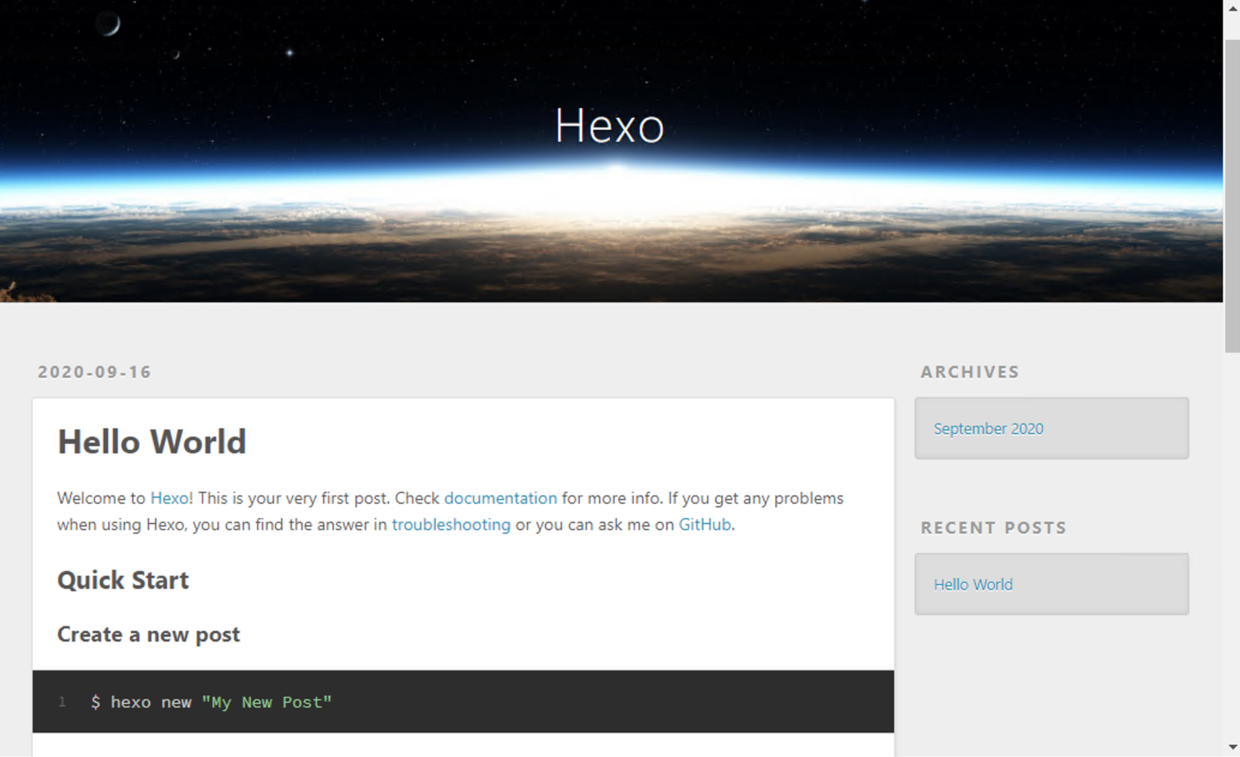 Hexo
2020-09-16
Hello World
Welcome to Hexo! This is your very first post. Check documentation for more info. If you get any problems
when using Hexo, you can find the answer in troubleshooting or you can ask me on GitHub.
Quick Start
Create a new post
1 $ hexo new "My New Post"
ARCHIVES
September 2020
RECENT POSTS
Hello World